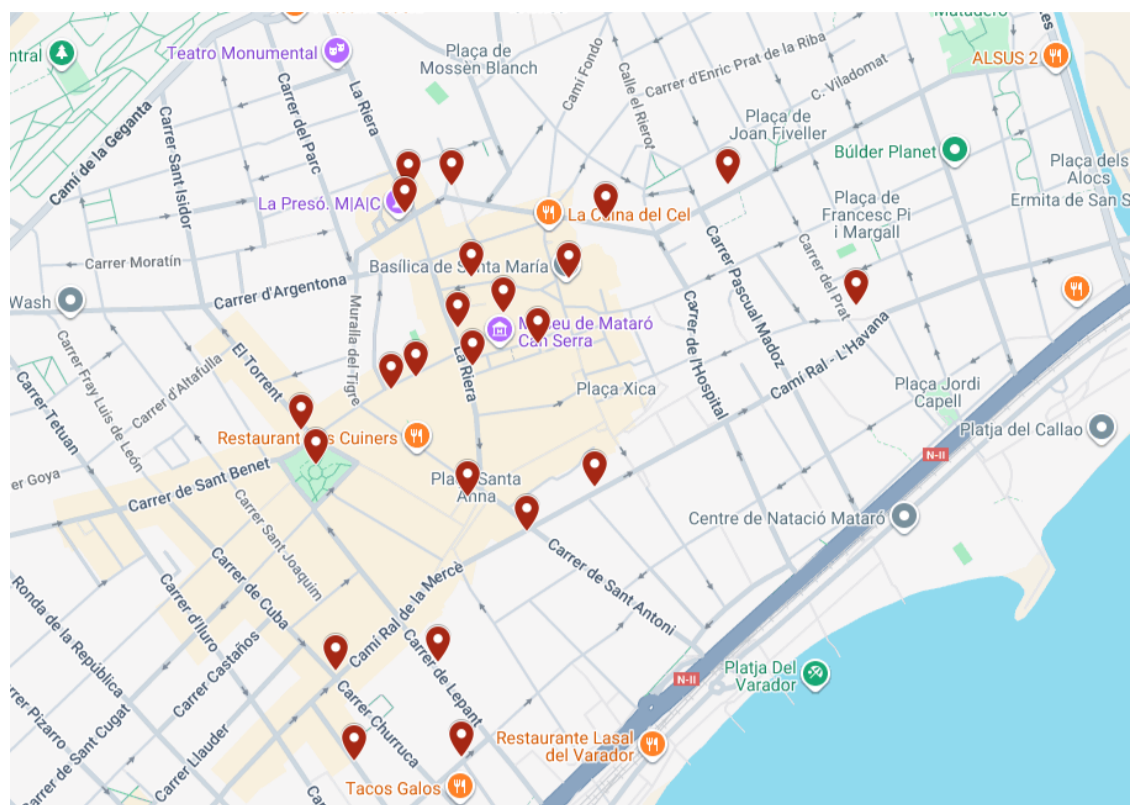 ntral
Teatro Monumental
Plaça de
Mossèn Blanch
Camí Fondo
Calle el Rierot
Carrer d'Enric Prat de la Riba
Matadero
ALSUS 2
La Riera
Carrer del Parc
C. Viladomat
Plaça de
Joan Fiveller
Búlder Planet
Camí de la Geganta
Carrer Sant Isidor
Plaça dels
Alocs
Ermita de San S
La Presó. M|A|C
La Cuina del Cel
Plaça de
Francesc Pi
i Margall
Carrer Moratín
Basílica de Santa María
Carrer Pascual Madoz
Carrer del Prat
Wash
Carrer d'Argentona
Muralla del Tigre
Museu de Mataró
Can Serra
Carrer de l'Hospital
Camí Ral - L'Havana
El Torrent
La Riera
Carrer d'Altafulla
Carrer Fray Luis de León
Carrer Tetuan
Plaça Xica
Plaça Jordi
Capell
Platja del Callao
Restaurant
Cuiners
N-II
er Goya
Carrer de Sant Benet
Santa
Anna
Centre de Natació Mataró
Carrer Sant Joaquim
Carrer de Sant Antoni
Carrer de Cuba
Camí Ral de la Mercè
Ronda de la República
Carrer d'Iluro
Carrer Castaños
Carrer de Lepant
N-II
Platja Del
Varador
rrer Pizarro
Carrer de Sant Cugat
Carrer Llauder
Carrer Churruca
Restaurante Lasal
del Varador
Tacos Galos